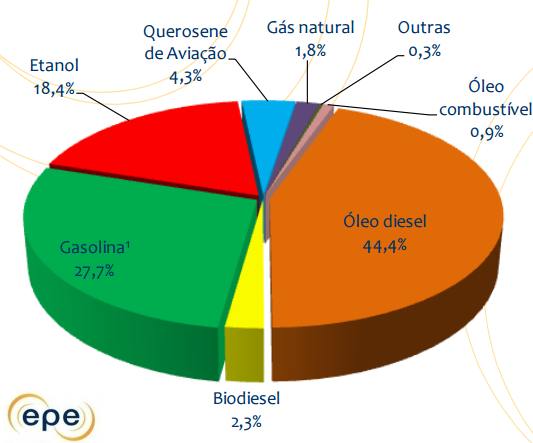 Querosene
de Aviação
4,3%
Gás natural
1,8%
Outras
0,3%
Etanol
18,4%
Óleo
combustível
0,9%
Gasolina¹
27,7%
Óleo diesel
44,4%
Biodiesel
2,3%
epe